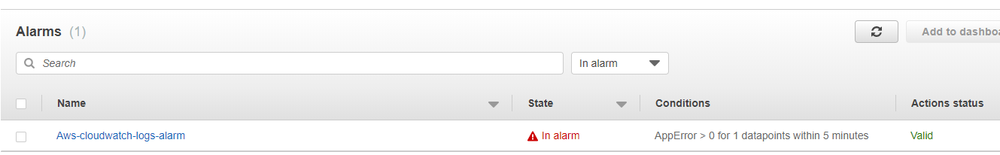 Alarms (1)
Add to dashboa
Search
In alarm
Name State Conditions Actions status
Aws-cloudwatch-logs-alarm In alarm AppError > 0 for 1 datapoints within 5 minutes Valid